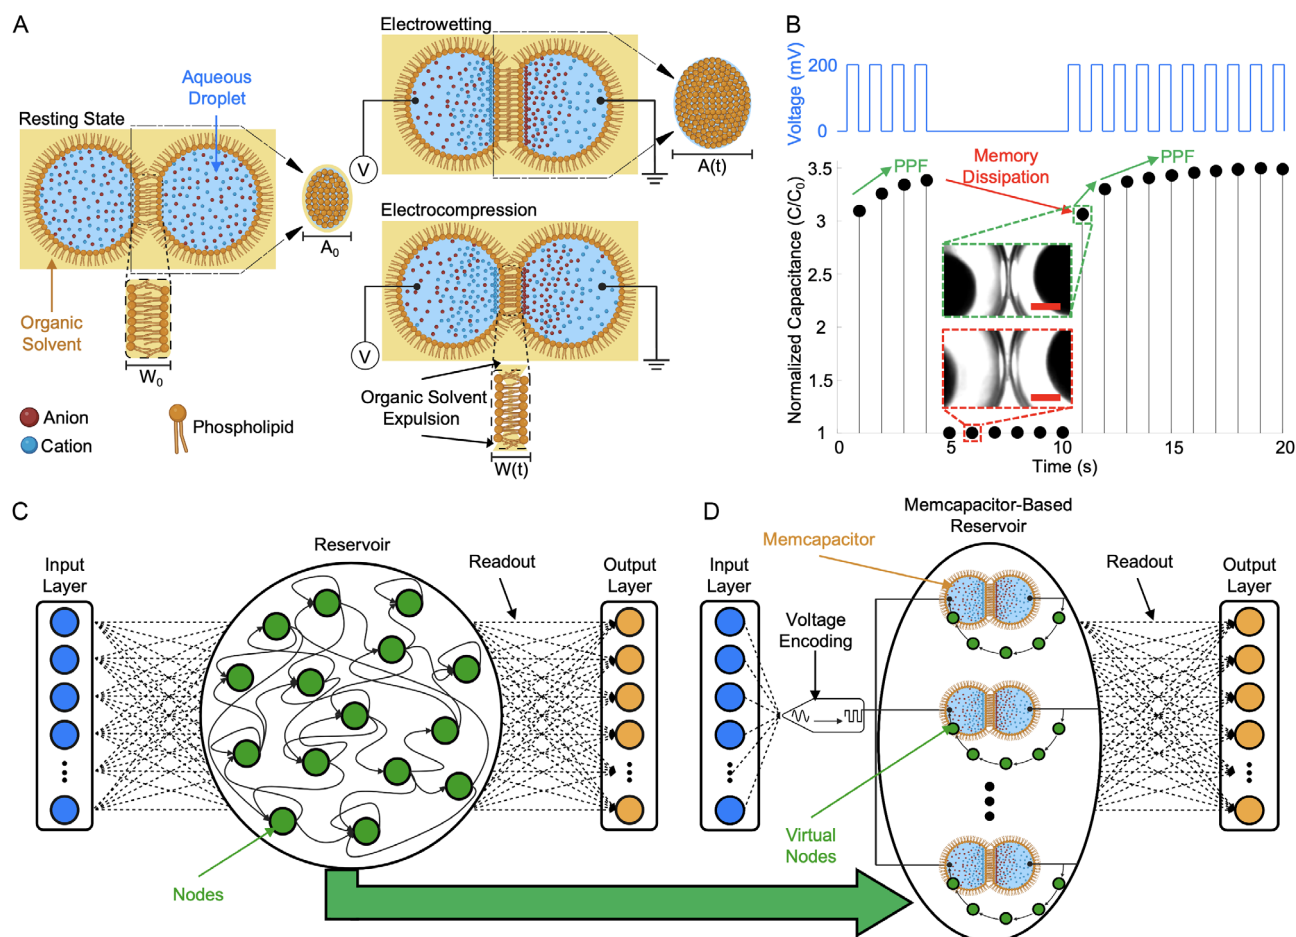 A
Resting State
Aqueous
Droplet
Organic
Solvent
W₀
A₀
Anion
Cation
Phospholipid
Electrowetting
V
A(t)
Electrocompression
V
Organic Solvent
Expulsion
W(t)
B
Voltage (mV)
200
0
Normalized Capacitance (C/C₀)
3.5
3
2.5
2
1.5
1
PPF
Memory
Dissipation
PPF
0
5
10
15
20
Time (s)
C
Input
Layer
Reservoir
Readout
Output
Layer
Nodes
D
Memcapacitor-Based
Reservoir
Memcapacitor
Input
Layer
Voltage
Encoding
Readout
Output
Layer
Virtual
Nodes